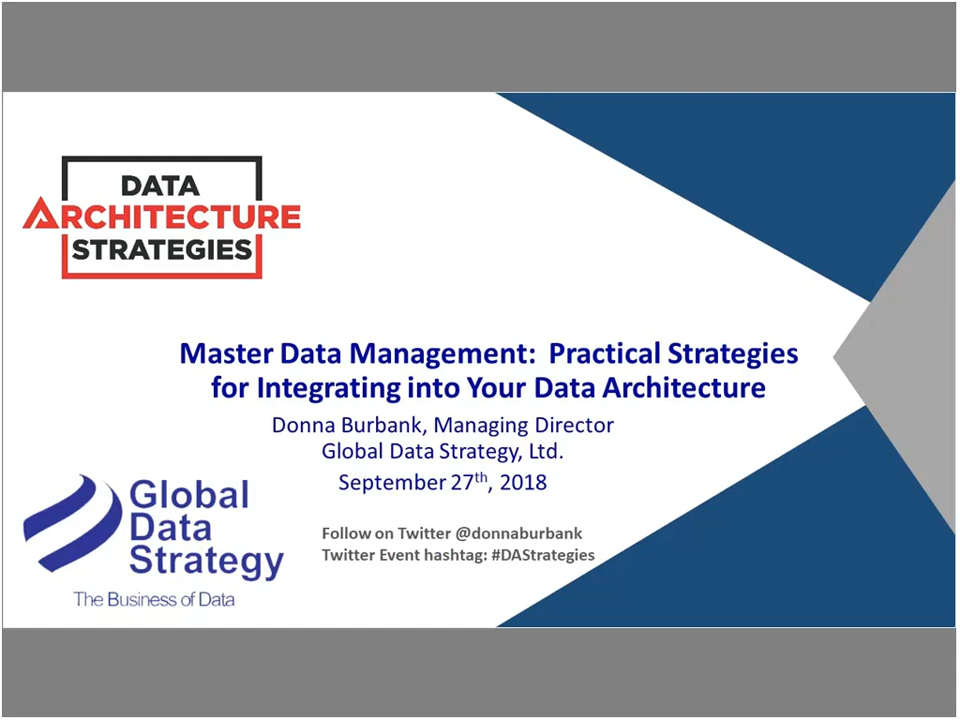 DATA
ARCHITECTURE
STRATEGIES
Master Data Management: Practical Strategies
for Integrating into Your Data Architecture
Donna Burbank, Managing Director
Global Data Strategy, Ltd.
September 27th, 2018
Follow on Twitter @donnaburbank
Twitter Event hashtag: #DAStrategies
Global
Data
Strategy
The Business of Data